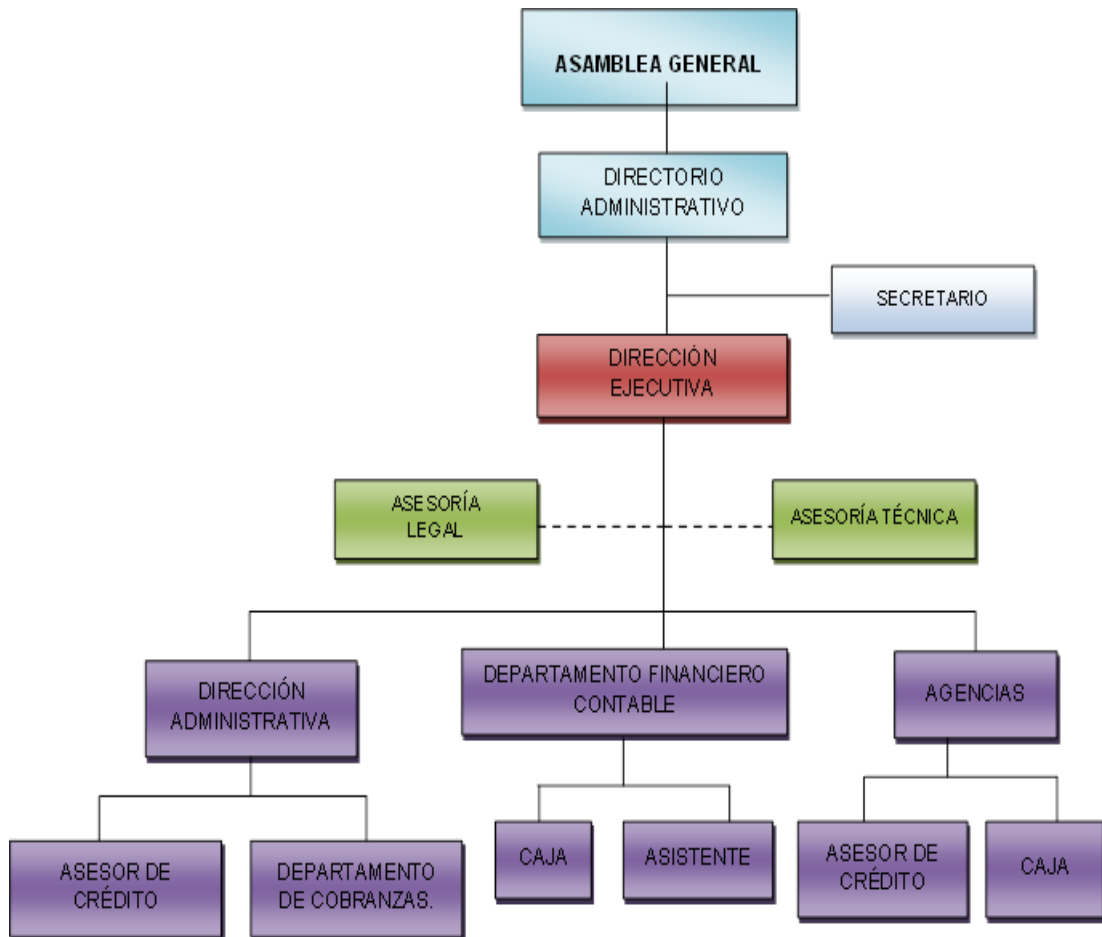 ASAMBLEA GENERAL
DIRECTORIO
ADMINISTRATIVO
SECRETARIO
DIRECCIÓN
EJECUTIVA
ASESORÍA
LEGAL
ASESORÍA TÉCNICA
DIRECCIÓN
ADMINISTRATIVA
DEPARTAMENTO FINANCIERO
CONTABLE
AGENCIAS
ASESOR DE
CRÉDITO
DEPARTAMENTO
DE COBRANZAS.
CAJA
ASISTENTE
ASESOR DE
CRÉDITO
CAJA